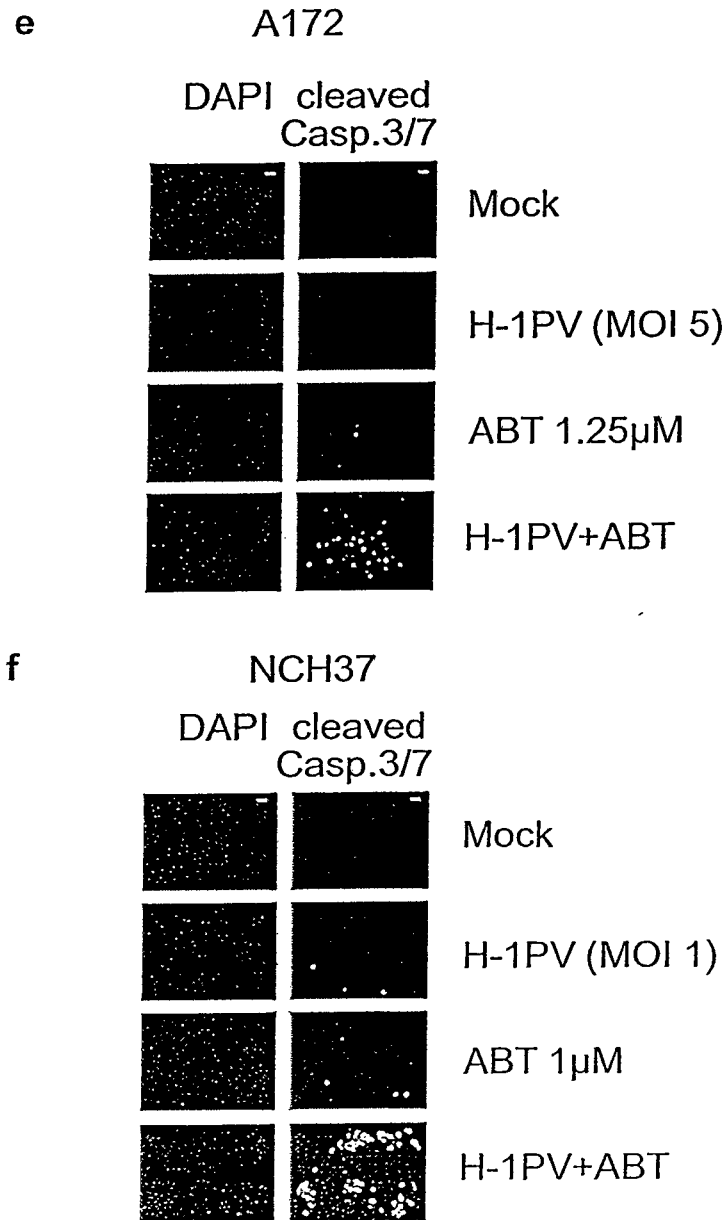 e A172
DAPI cleaved
Casp.3/7
Mock
H-1PV (MOI 5)
ABT 1.25µM
H-1PV+ABT
f NCH37
DAPI cleaved
Casp.3/7
Mock
H-1PV (MOI 1)
ABT 1µM
H-1PV+ABT